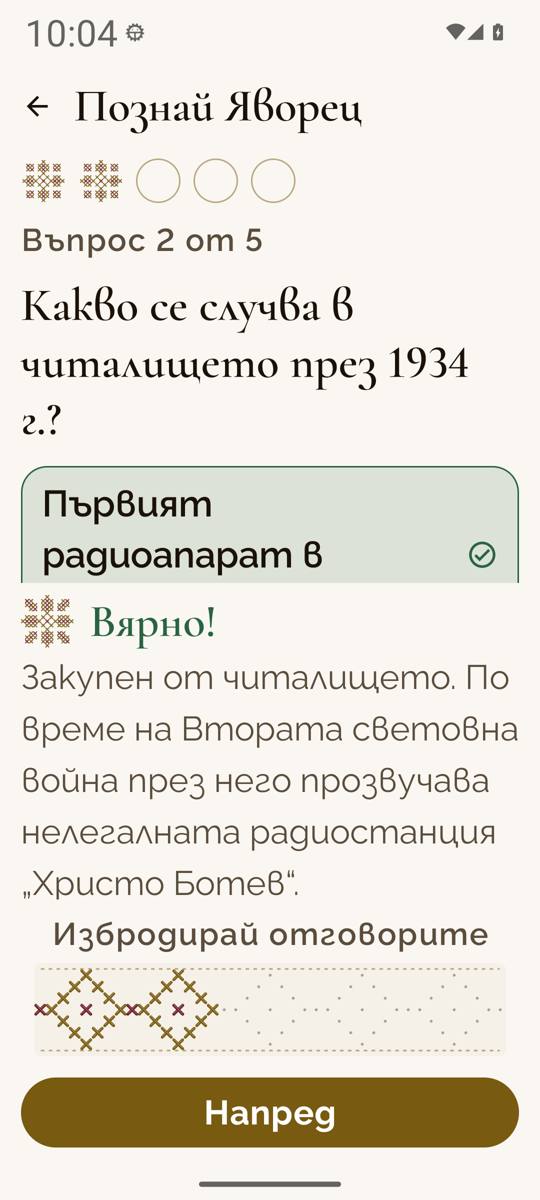 10:04
Познай Яворец
Въпрос 2 от 5
Какво се случва в
читалището през 1934
г.?
Първият
радиоапарат в
Вярно!
Закупен от читалището. По
време на Втората световна
война през него прозвучава
нелегалната радиостанция
„Христо Ботев“.
Избродирай отговорите
Напред